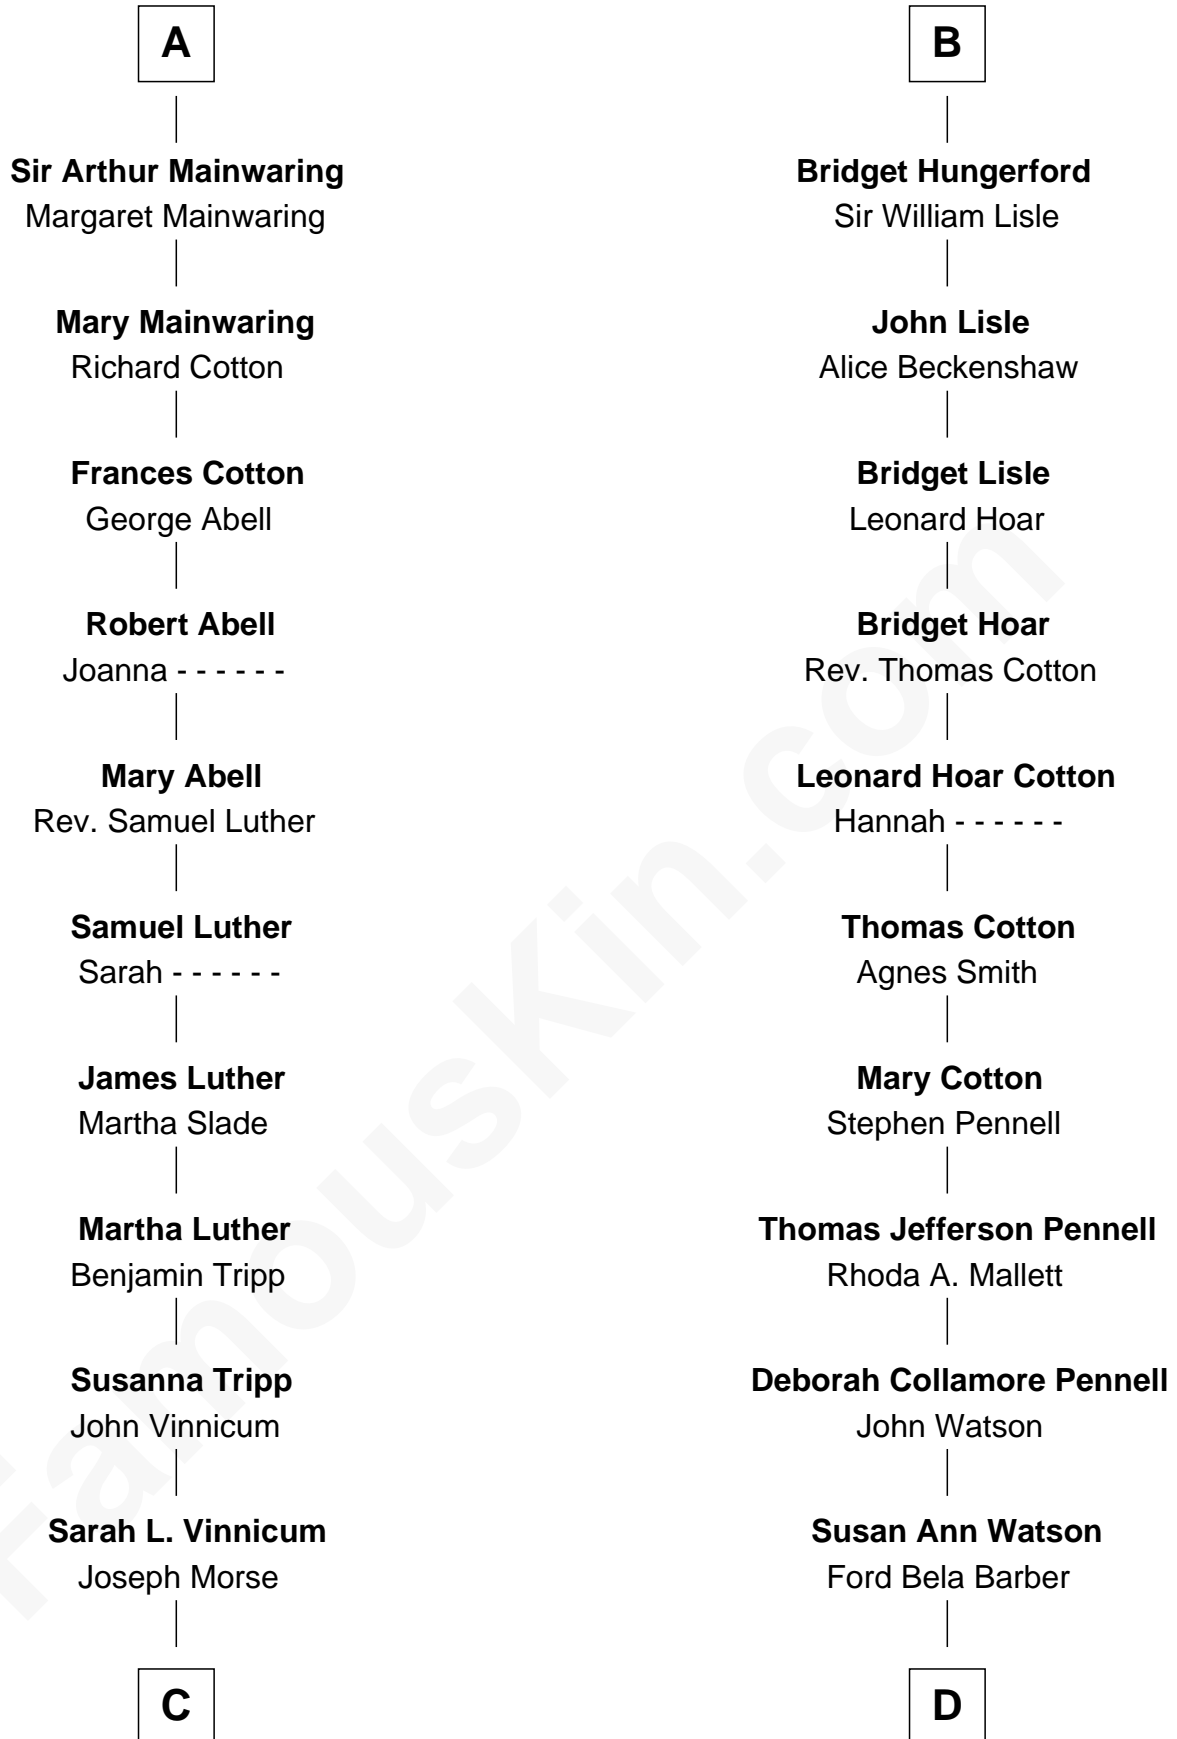 A
Sir Arthur Mainwaring
Margaret Mainwaring
Mary Mainwaring
Richard Cotton
Frances Cotton
George Abell
Robert Abell
Joanna - - - - - -
Mary Abell
Rev. Samuel Luther
Samuel Luther
Sarah - - - - - -
James Luther
Martha Slade
Martha Luther
Benjamin Tripp
Susanna Tripp
John Vinnicum
Sarah L. Vinnicum
Joseph Morse
C
B
Bridget Hungerford
Sir William Lisle
John Lisle
Alice Beckenshaw
Bridget Lisle
Leonard Hoar
Bridget Hoar
Rev. Thomas Cotton
Leonard Hoar Cotton
Hannah - - - - - -
Thomas Cotton
Agnes Smith
Mary Cotton
Stephen Pennell
Thomas Jefferson Pennell
Rhoda A. Mallett
Deborah Collamore Pennell
John Watson
Susan Ann Watson
Ford Bela Barber
D
FamousKin.com